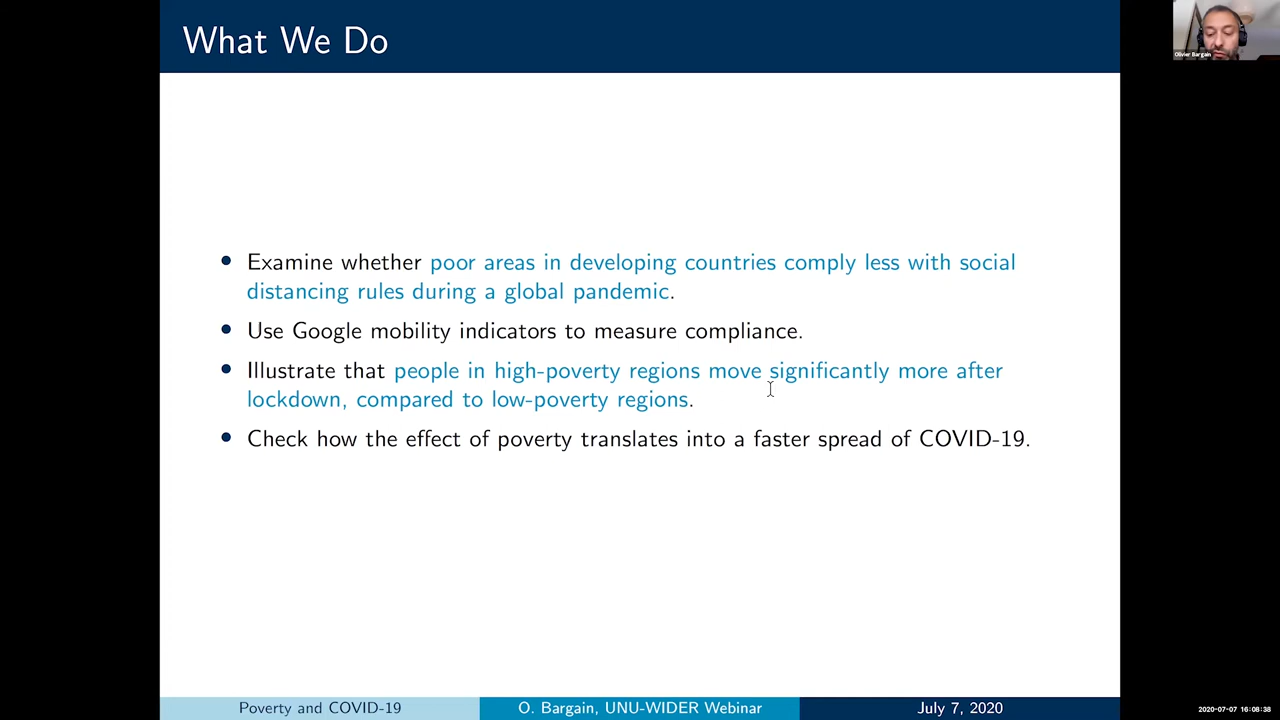 What We Do
Olivier Bargain
• Examine whether poor areas in developing countries comply less with social
distancing rules during a global pandemic.
• Use Google mobility indicators to measure compliance.
• Illustrate that people in high-poverty regions move significantly more after
lockdown, compared to low-poverty regions.
• Check how the effect of poverty translates into a faster spread of COVID-19.
Poverty and COVID-19
O. Bargain, UNU-WIDER Webinar
July 7, 2020
2020-07-07 16:08:38